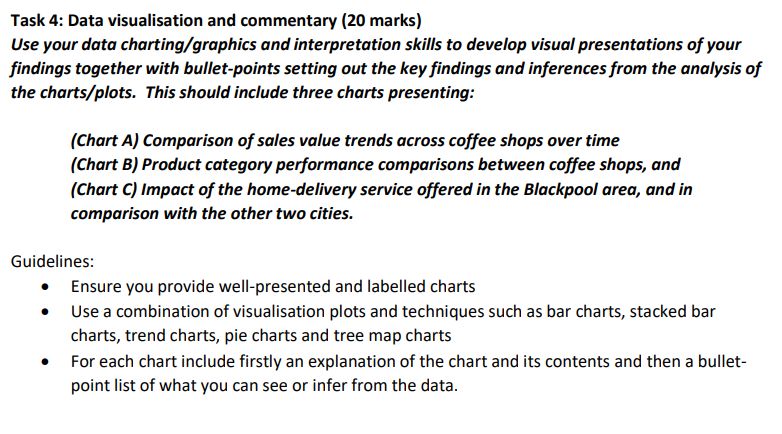 Task 4: Data visualisation and commentary (20 marks)
Use your data charting/graphics and interpretation skills to develop visual presentations of your
findings together with bullet-points setting out the key findings and inferences from the analysis of
the charts/plots.  This should include three charts presenting:
(Chart A) Comparison of sales value trends across coffee shops over time
(Chart B) Product category performance comparisons between coffee shops, and
(Chart C) Impact of the home-delivery service offered in the Blackpool area, and in
comparison with the other two cities.
Guidelines:
• Ensure you provide well-presented and labelled charts
• Use a combination of visualisation plots and techniques such as bar charts, stacked bar
charts, trend charts, pie charts and tree map charts
• For each chart include firstly an explanation of the chart and its contents and then a bullet-
point list of what you can see or infer from the data.